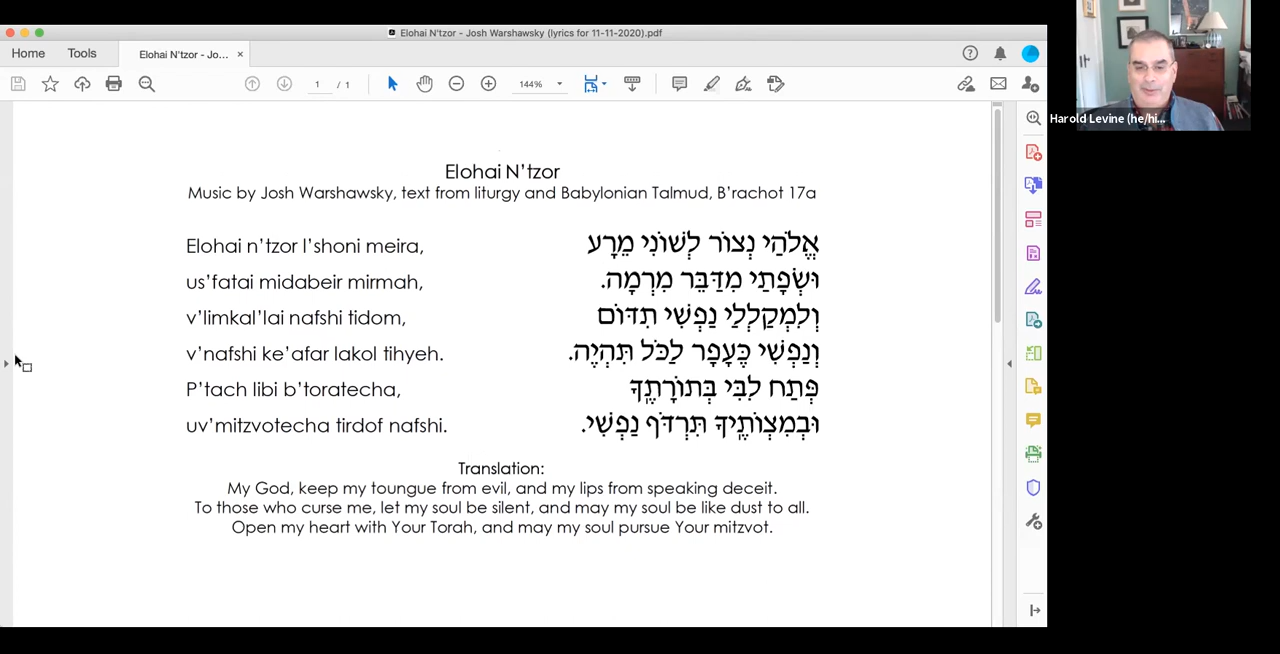 Elohai N'tzor - Josh Warshawsky (lyrics for 11-11-2020).pdf
Home Tools Elohai N'tzor - Jo... ×
1 / 1 144%
Harold Levine (he/hi...
Elohai N'tzor
Music by Josh Warshawsky, text from liturgy and Babylonian Talmud, B'rachot 17a
Elohai n'tzor l'shoni meira,
אֱלֹהַי נְצוֹר לְשׁוֹנִי מֵרָע
us'fatai midabeir mirmah,
וּשְׂפָתַי מִדַּבֵּר מִרְמָה.
v'limkal'lai nafshi tidom,
וְלִמְקַלְלַי נַפְשִׁי תִדּוֹם
v'nafshi ke'afar lakol tihyeh.
וְנַפְשִׁי כֶּעָפָר לַכֹּל תִּהְיֶה.
P'tach libi b'toratecha,
פְּתַח לִבִּי בְּתוֹרָתֶֽךָ
uv'mitzvotecha tirdof nafshi.
וּבְמִצְוֹתֶֽיךָ תִּרְדֹּף נַפְשִׁי.
Translation:
My God, keep my toungue from evil, and my lips from speaking deceit.
To those who curse me, let my soul be silent, and may my soul be like dust to all.
Open my heart with Your Torah, and may my soul pursue Your mitzvot.